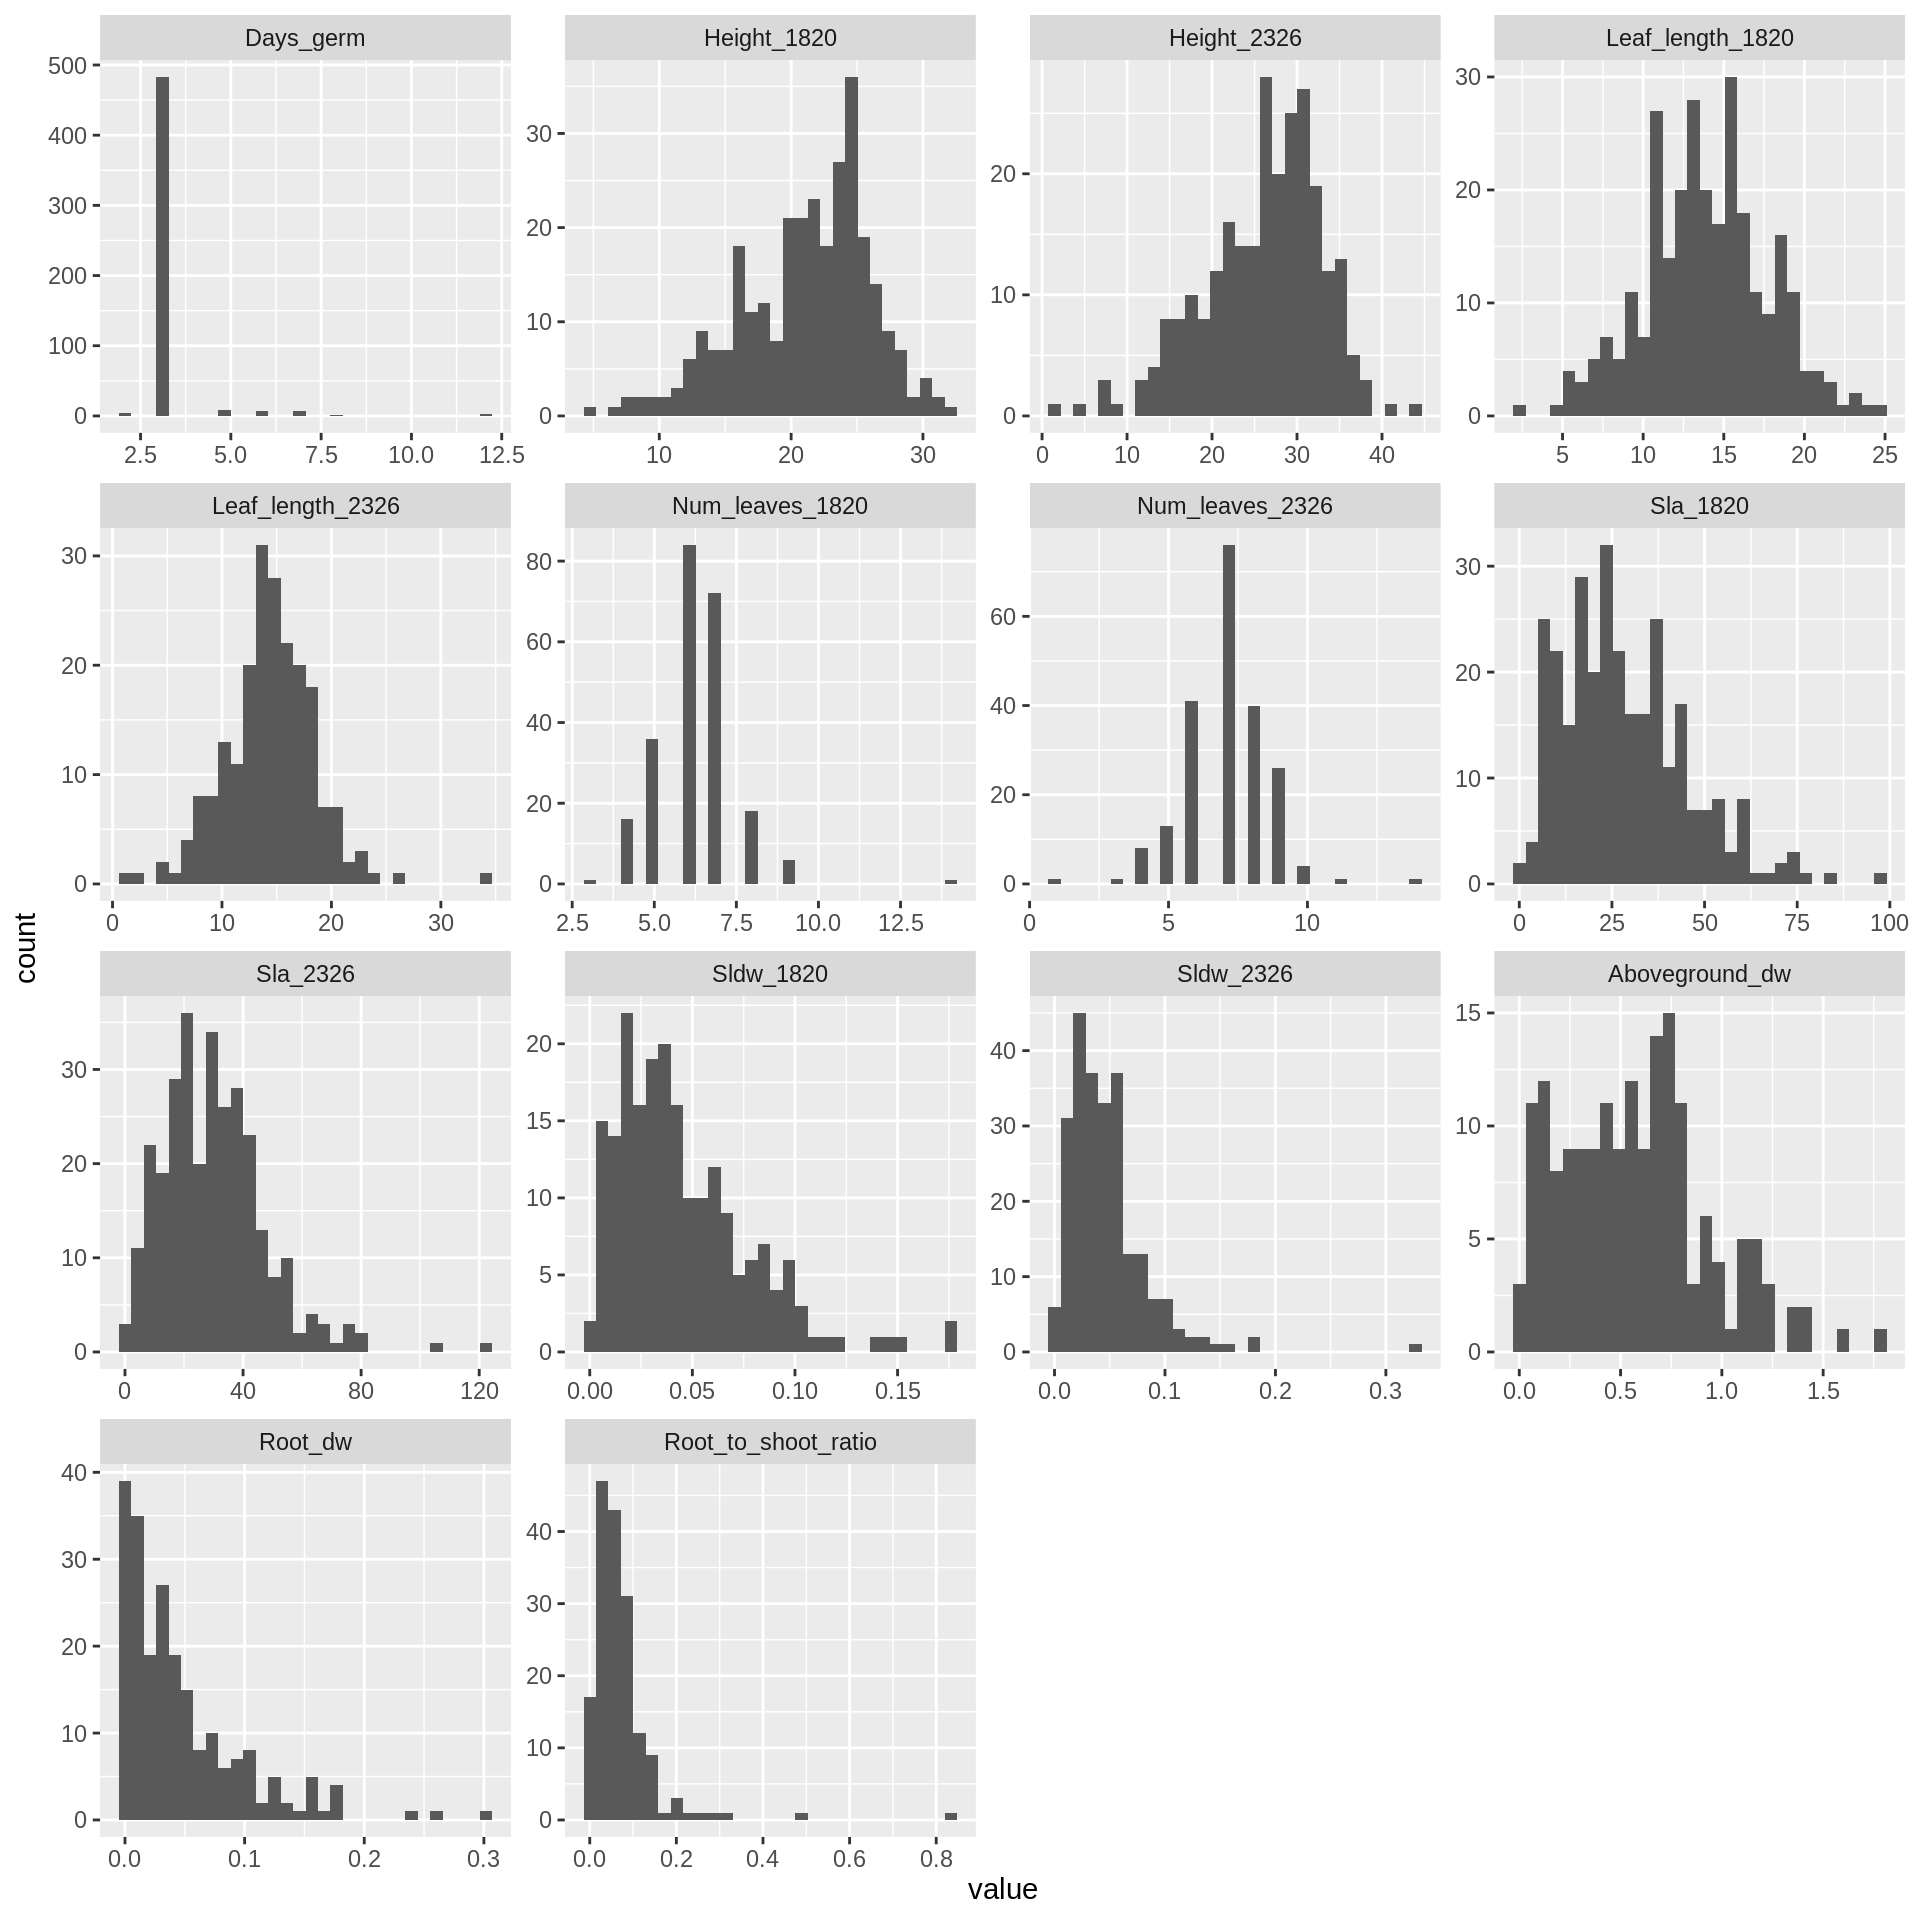 Days_germ Height_1820 Height_2326 Leaf_length_1820
500 400 300 200 100 0
30 20 10 0
20 10 0
30 20 10 0
2.5 5.0 7.5 10.0 12.5
10 20 30
0 10 20 30 40
5 10 15 20 25
Leaf_length_2326 Num_leaves_1820 Num_leaves_2326 Sla_1820
30 20 10 0
80 60 40 20 0
60 40 20 0
30 20 10 0
0 10 20 30
2.5 5.0 7.5 10.0 12.5
0 5 10
0 25 50 75 100
count
Sla_2326 Sldw_1820 Sldw_2326 Aboveground_dw
30 20 10 0
20 15 10 5 0
40 30 20 10 0
15 10 5 0
0 40 80 120
0.00 0.05 0.10 0.15
0.0 0.1 0.2 0.3
0.0 0.5 1.0 1.5
Root_dw Root_to_shoot_ratio
40 30 20 10 0
40 30 20 10 0
0.0 0.1 0.2 0.3
0.0 0.2 0.4 0.6 0.8
value